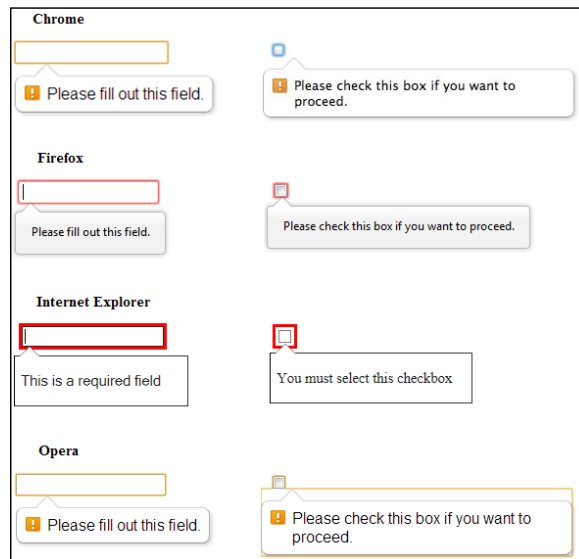 Chrome
Please fill out this field.
Please check this box if you want to
proceed.
Firefox
Please fill out this field.
Please check this box if you want to proceed.
Internet Explorer
This is a required field
You must select this checkbox
Opera
Please fill out this field.
Please check this box if you want to
proceed.